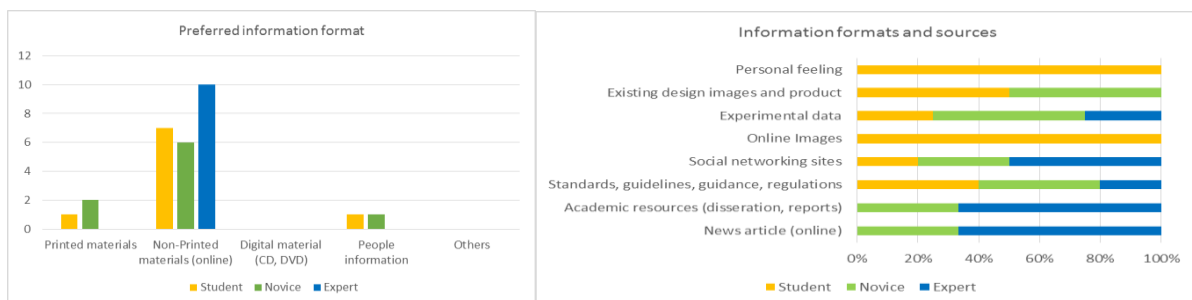 Preferred information format
12
10
8
6
4
2
0
Printed materials
Non-Printed
materials (online)
Digital material
(CD, DVD)
People
information
Others
Student Novice Expert
Information formats and sources
Personal feeling
Existing design images and product
Experimental data
Online Images
Social networking sites
Standards, guidelines, guidance, regulations
Academic resources (disseration, reports)
News article (online)
0% 20% 40% 60% 80% 100%
Student Novice Expert